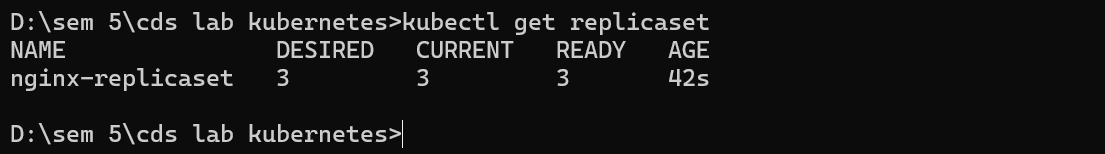 D:\sem 5\cds lab kubernetes>kubectl get replicaset
NAME               DESIRED   CURRENT   READY   AGE
nginx-replicaset   3         3         3       42s
D:\sem 5\cds lab kubernetes>